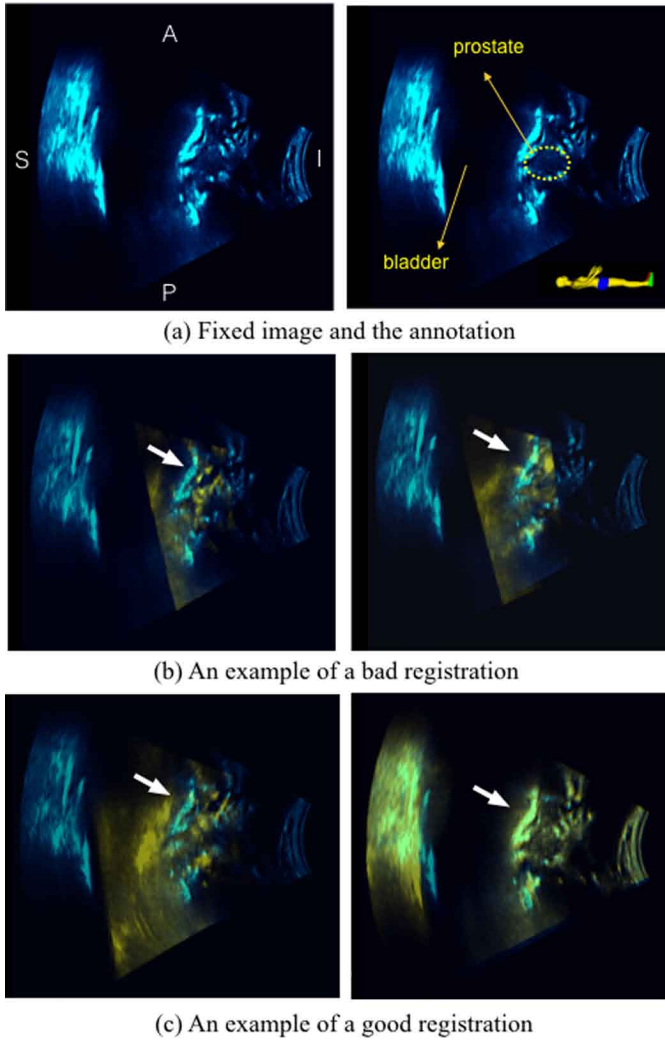 A
S
I
P
prostate
bladder
(a) Fixed image and the annotation
(b) An example of a bad registration
(c) An example of a good registration